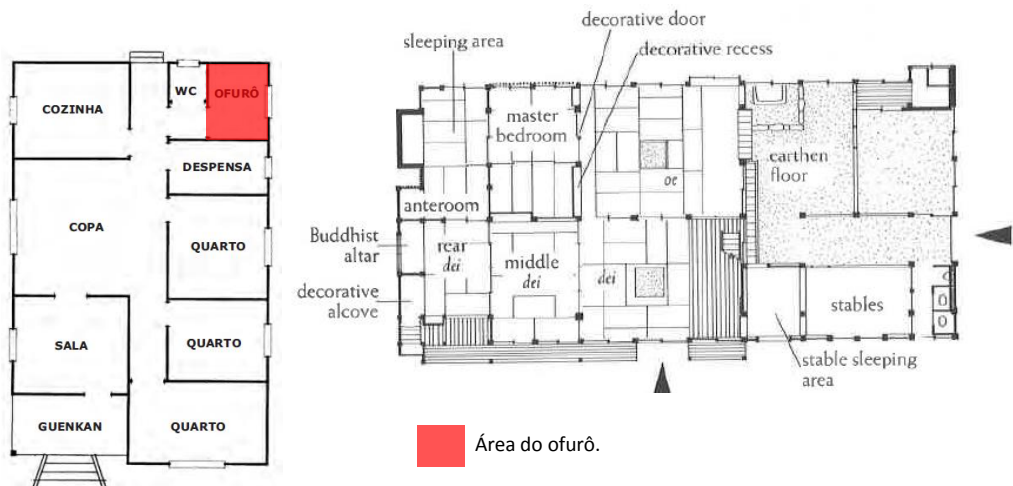 COZINHA
WC
OFURÔ
DESPENSA
COPA
QUARTO
SALA
QUARTO
GUENKAN
QUARTO
decorative door
sleeping area
decorative recess
master
bedroom
oe
earthen
floor
anteroom
Buddhist
altar
rear
dei
middle
dei
dei
decorative
alcove
stables
stable sleeping
area
Área do ofurô.